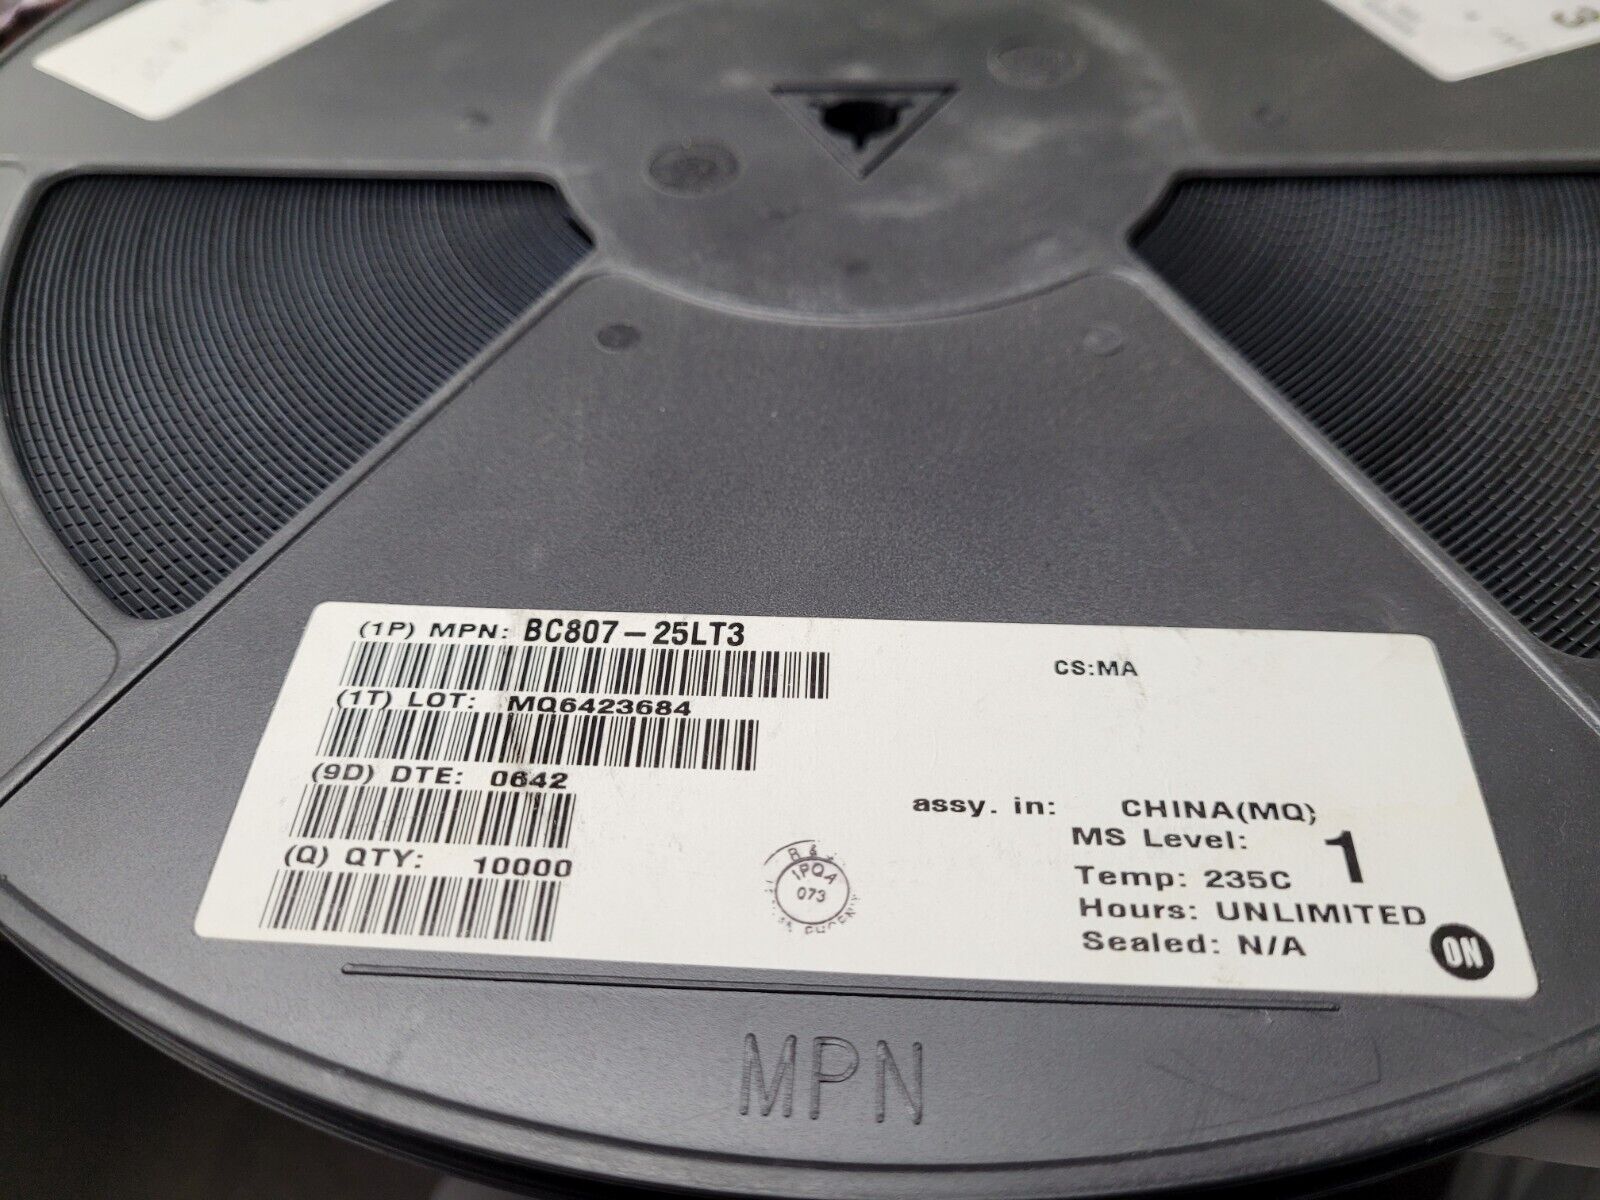 (1P) MPN: BC807-25LT3
CS:MA
(1T) LOT: MQ6423684
(9D) DTE: 0642
(Q) QTY: 10000
assy. in: CHINA(MQ)
MS Level: 1
Temp: 235C
Hours: UNLIMITED
Sealed: N/A
ON
1PQA
073
MPN